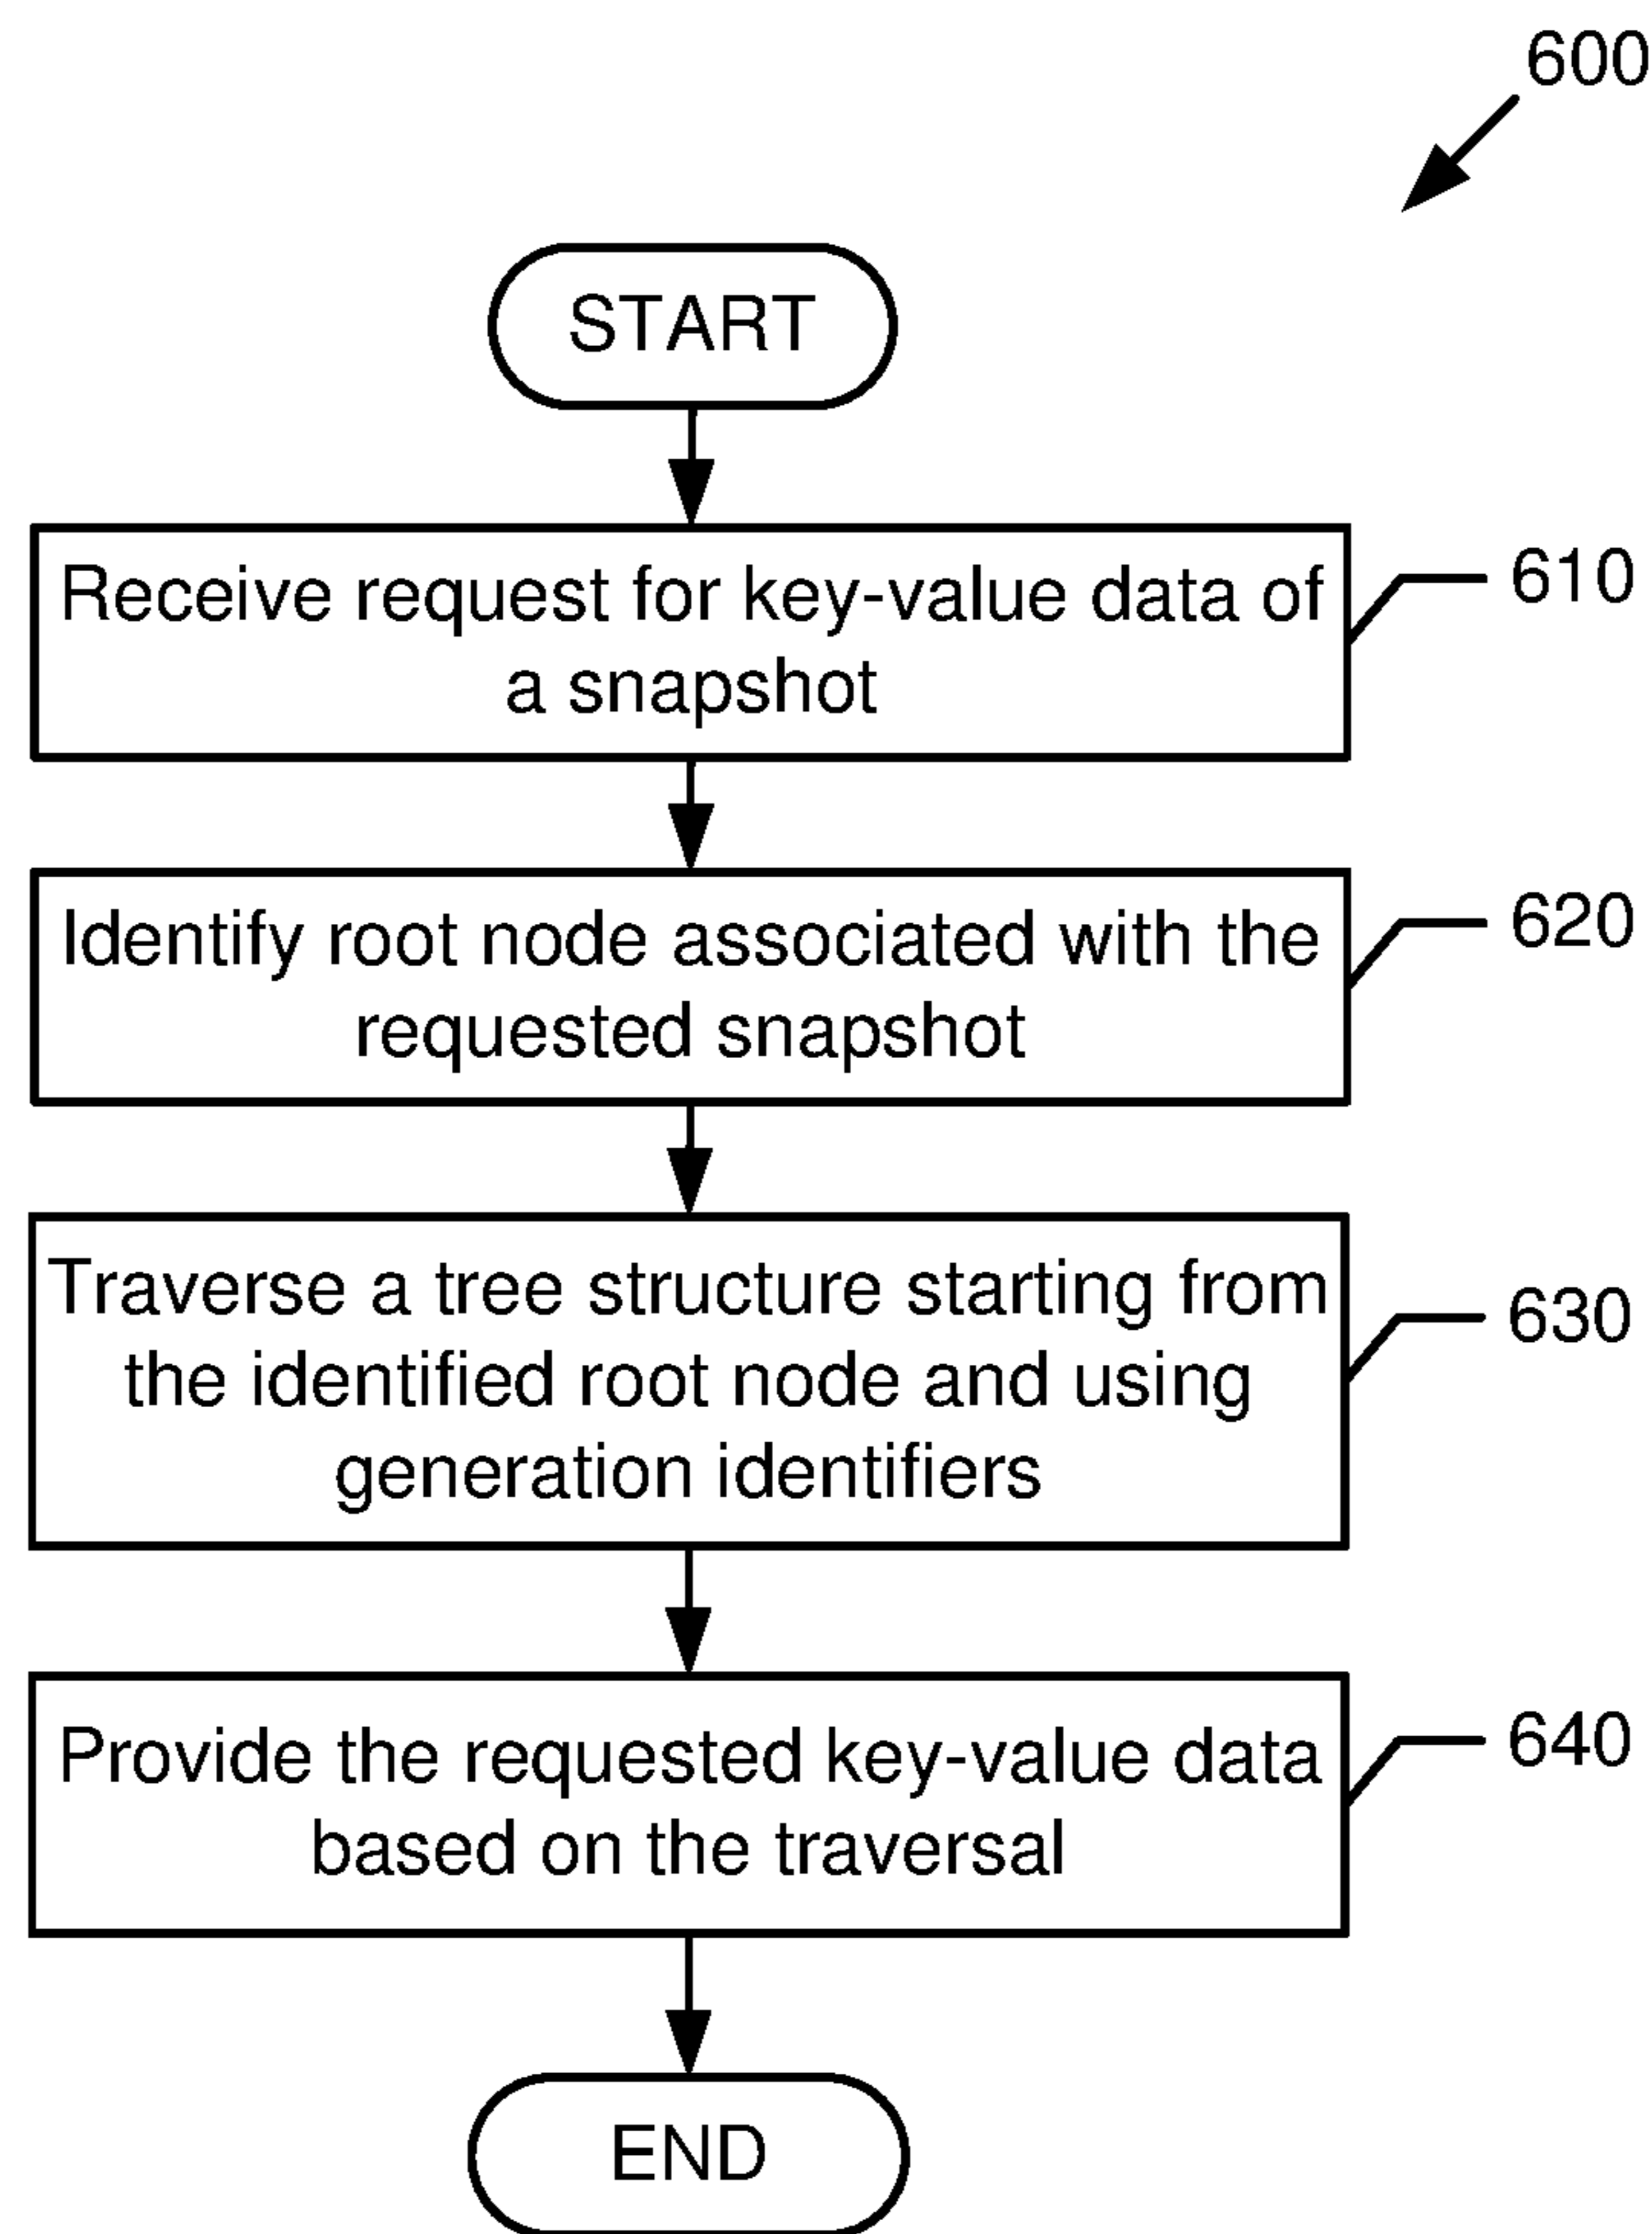 600
START
Receive request for key-value data of
a snapshot
610
Identify root node associated with the
requested snapshot
620
Traverse a tree structure starting from
the identified root node and using
generation identifiers
630
Provide the requested key-value data
based on the traversal
640
END